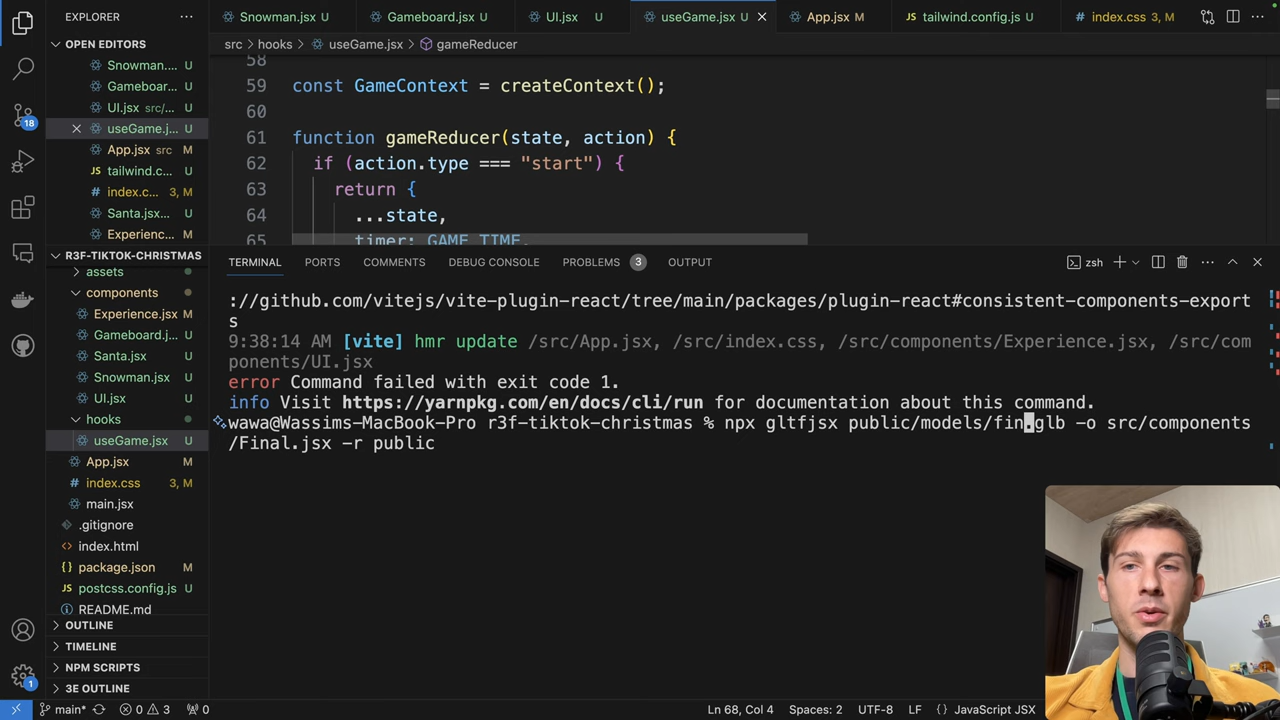 EXPLORER
Snowman.jsx U
Gameboard.jsx U
UI.jsx U
useGame.jsx U
App.jsx M
tailwind.config.js U
index.css 3, M
OPEN EDITORS
Snowman.... U
Gameboar... U
UI.jsx src/... U
useGame.j... U
App.jsx src M
tailwind.c... U
index.c... 3, M
Santa.jsx... U
Experienc... U
src > hooks > useGame.jsx > gameReducer
58
59 const GameContext = createContext();
60
61 function gameReducer(state, action) {
62 if (action.type === "start") {
63 return {
64 ...state,
65 timer: GAME_TIME,
R3F-TIKTOK-CHRISTMAS
assets
components
Experience.jsx M
Gameboard.j... U
Santa.jsx U
Snowman.jsx U
UI.jsx U
hooks
useGame.jsx U
App.jsx M
index.css 3, M
main.jsx
.gitignore
index.html
package.json M
postcss.config.js U
README.md
OUTLINE
TIMELINE
NPM SCRIPTS
3E OUTLINE
18
1
TERMINAL PORTS COMMENTS DEBUG CONSOLE PROBLEMS 3 OUTPUT
zsh
://github.com/vitejs/vite-plugin-react/tree/main/packages/plugin-react#consistent-components-export
s
9:38:14 AM [vite] hmr update /src/App.jsx, /src/index.css, /src/components/Experience.jsx, /src/com
ponents/UI.jsx
error Command failed with exit code 1.
info Visit https://yarnpkg.com/en/docs/cli/run for documentation about this command.
wawa@Wassims-MacBook-Pro r3f-tiktok-christmas % npx gltfjsx public/models/fin.glb -o src/components
/Final.jsx -r public
main* 0 3 0
Ln 68, Col 4 Spaces: 2 UTF-8 LF {} JavaScript JSX